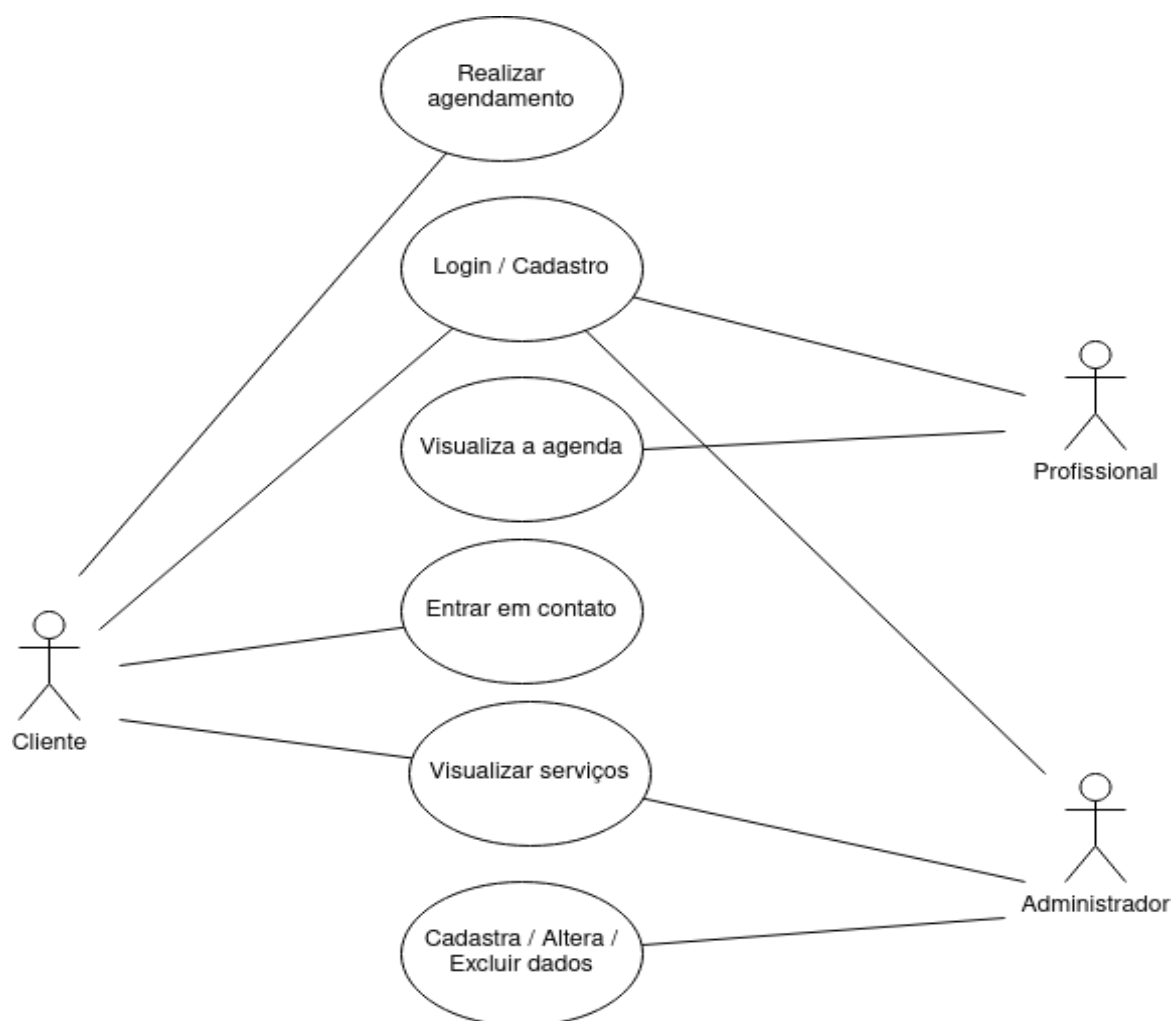 Realizar
agendamento
Login / Cadastro
Visualiza a agenda
Profissional
Entrar em contato
Cliente
Visualizar serviços
Administrador
Cadastra / Altera /
Excluir dados